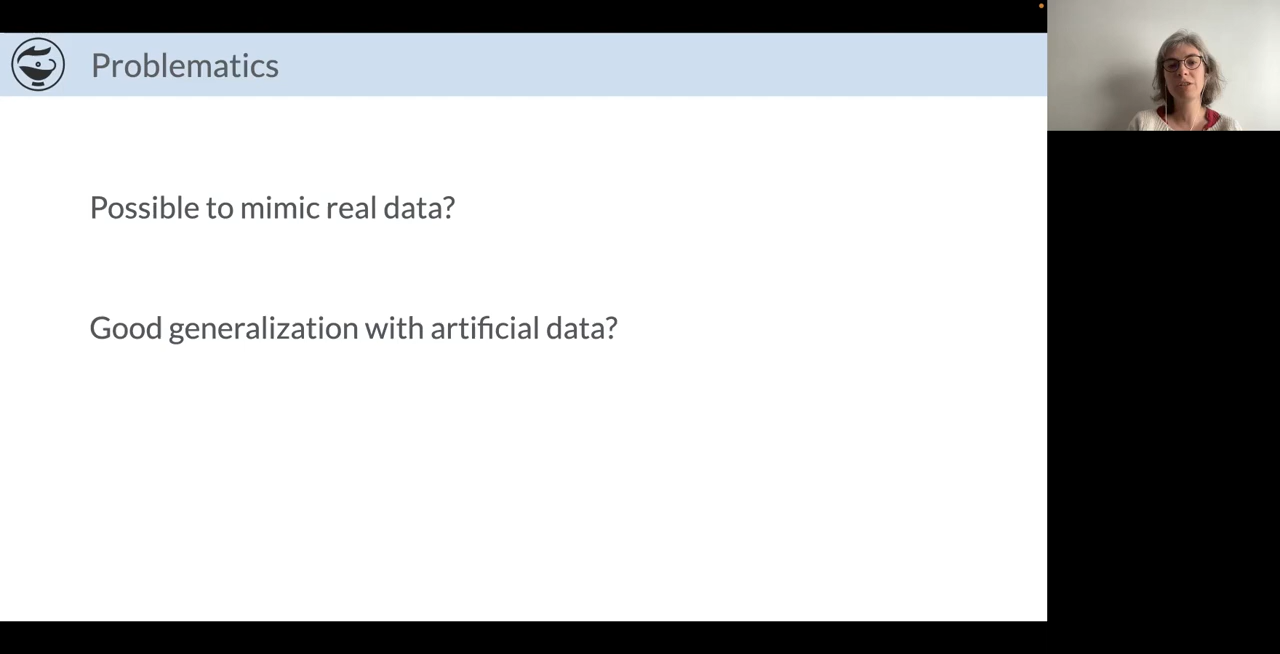 Problematics
Possible to mimic real data?
Good generalization with artificial data?